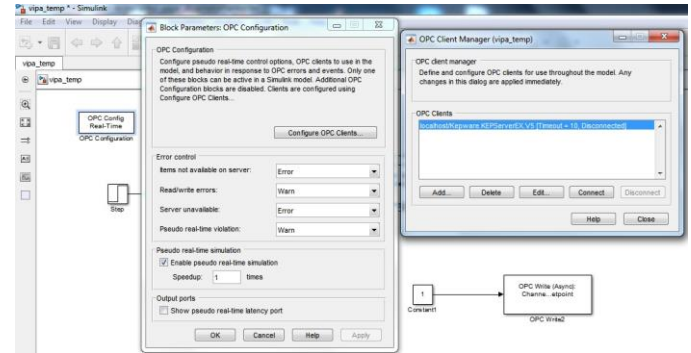 vipa_temp * - Simulink
File Edit View Display
vipa_temp
vipa_temp
OPC Config
Real-Time
OPC Configuration
Step
Block Parameters: OPC Configuration
OPC Configuration
Configure pseudo real-time control options, OPC clients to use in the
model, and behavior in response to OPC errors and events. Only one
of these blocks can be active in a Simulink model. Additional OPC
Configuration blocks are disabled. Clients are configured using
Configure OPC Clients...
Configure OPC Clients...
Error control
Items not available on server: Error
Read/write errors: Warn
Server unavailable: Error
Pseudo real-time violation: Warn
Pseudo real-time simulation
Enable pseudo real-time simulation
Speedup: 1 times
Output ports
Show pseudo real-time latency port
OK Cancel Help Apply
OPC Client Manager (vipa_temp)
OPC client manager
Define and configure OPC clients for use throughout the model. Any
changes in this dialog are applied immediately.
OPC Clients
localhost/Kepware.KEPServerEX.V5 [Timeout = 10, Disconnected]
Add... Delete Edit... Connect Disconnect
Help Close
1
Constant1
OPC Write (Async):
Channe...etpoint
OPC Write2